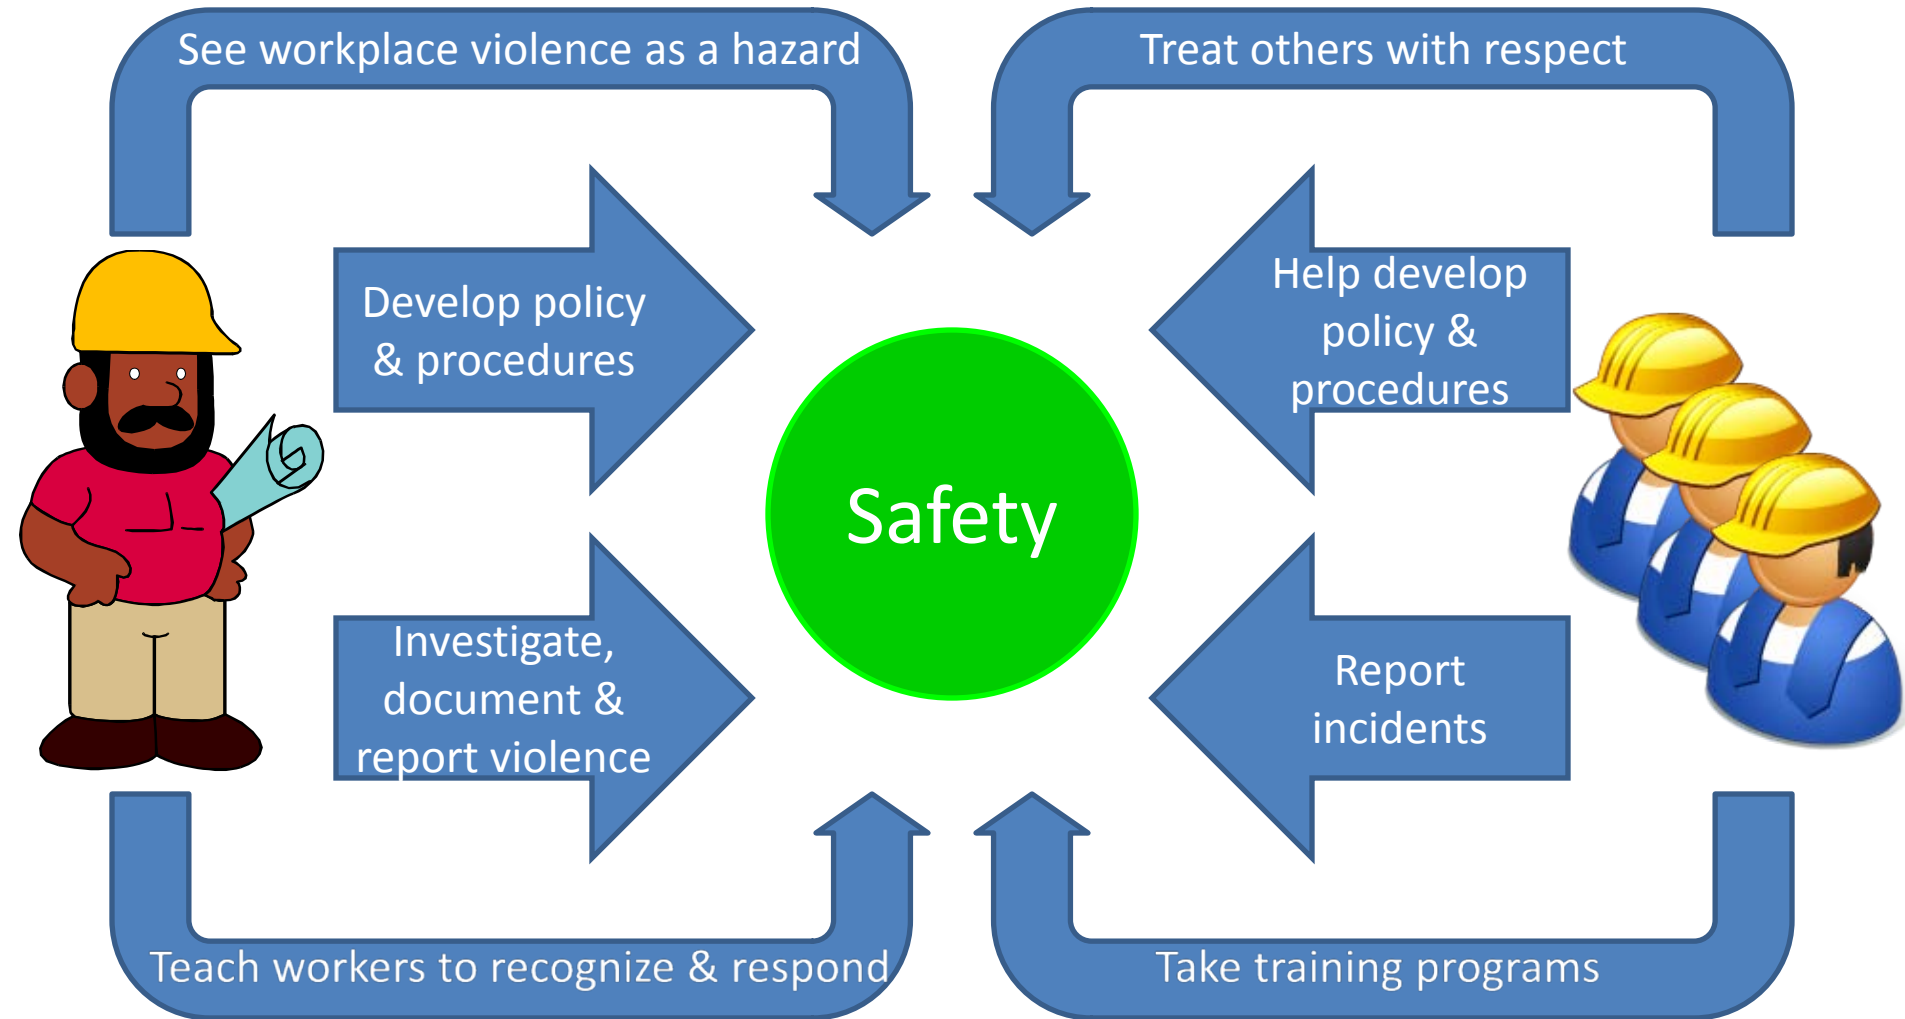 See workplace violence as a hazard
Treat others with respect
Develop policy
& procedures
Help develop
policy &
procedures
Safety
Investigate,
document &
report violence
Report
incidents
Teach workers to recognize & respond
Take training programs